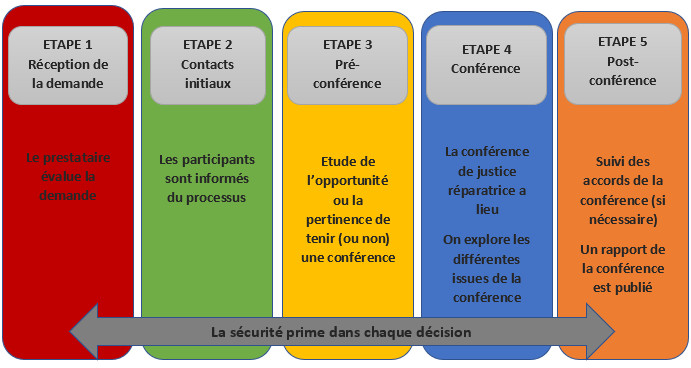 ETAPE 1
Réception de
la demande
Le prestataire
évalue la
demande
ETAPE 2
Contacts
initiaux
Les participants
sont informés
du processus
ETAPE 3
Pré-
conférence
Etude de
l’opportunité
ou la
pertinence de
tenir (ou non)
une conférence
ETAPE 4
Conférence
La conférence
de justice
réparatrice a
lieu
On explore les
différentes
issues de la
conférence
ETAPE 5
Post-
conférence
Suivi des
accords de la
conférence (si
nécessaire)
Un rapport de
la conférence
est publié
La sécurité prime dans chaque décision